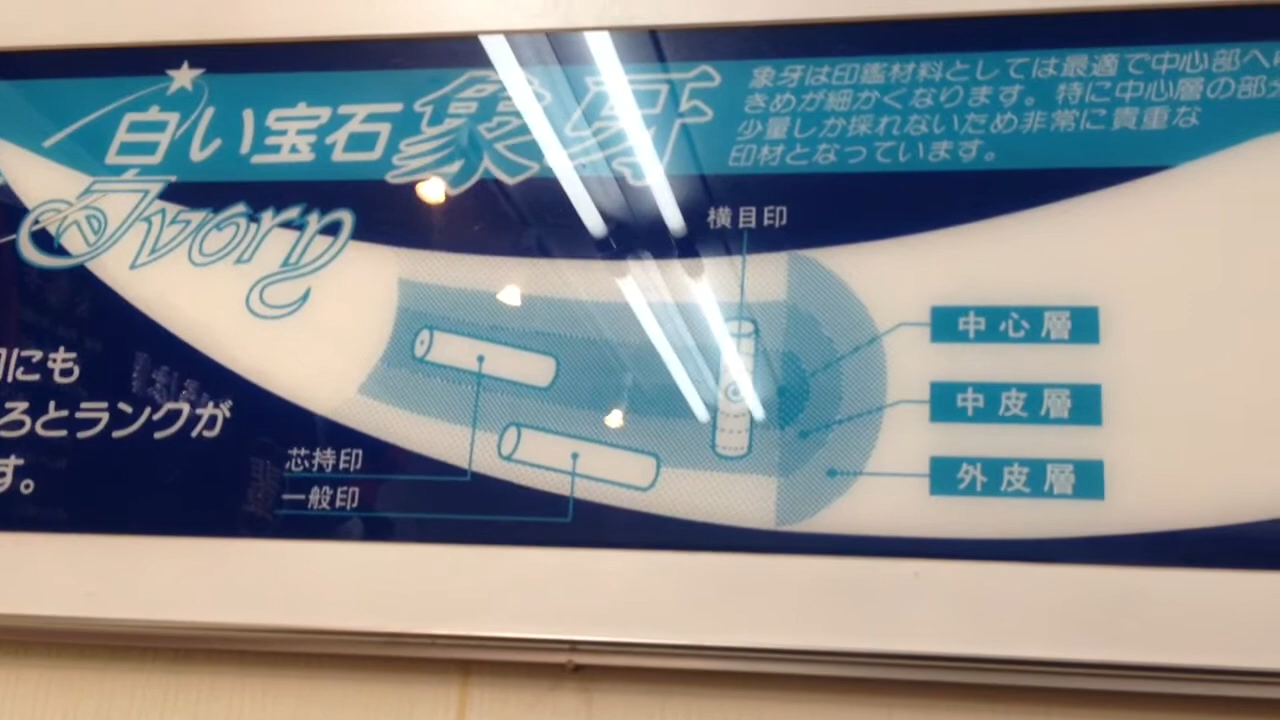 白い宝石象牙
Ivory
象牙は印鑑材料としては最適で中心部へ
きめが細かくなります。特に中心層の部
少量しか採れないため非常に貴重な
印材となっています。
横目印
中心層
中皮層
外皮層
芯持印
一般印
にも
ろとランクが
す。